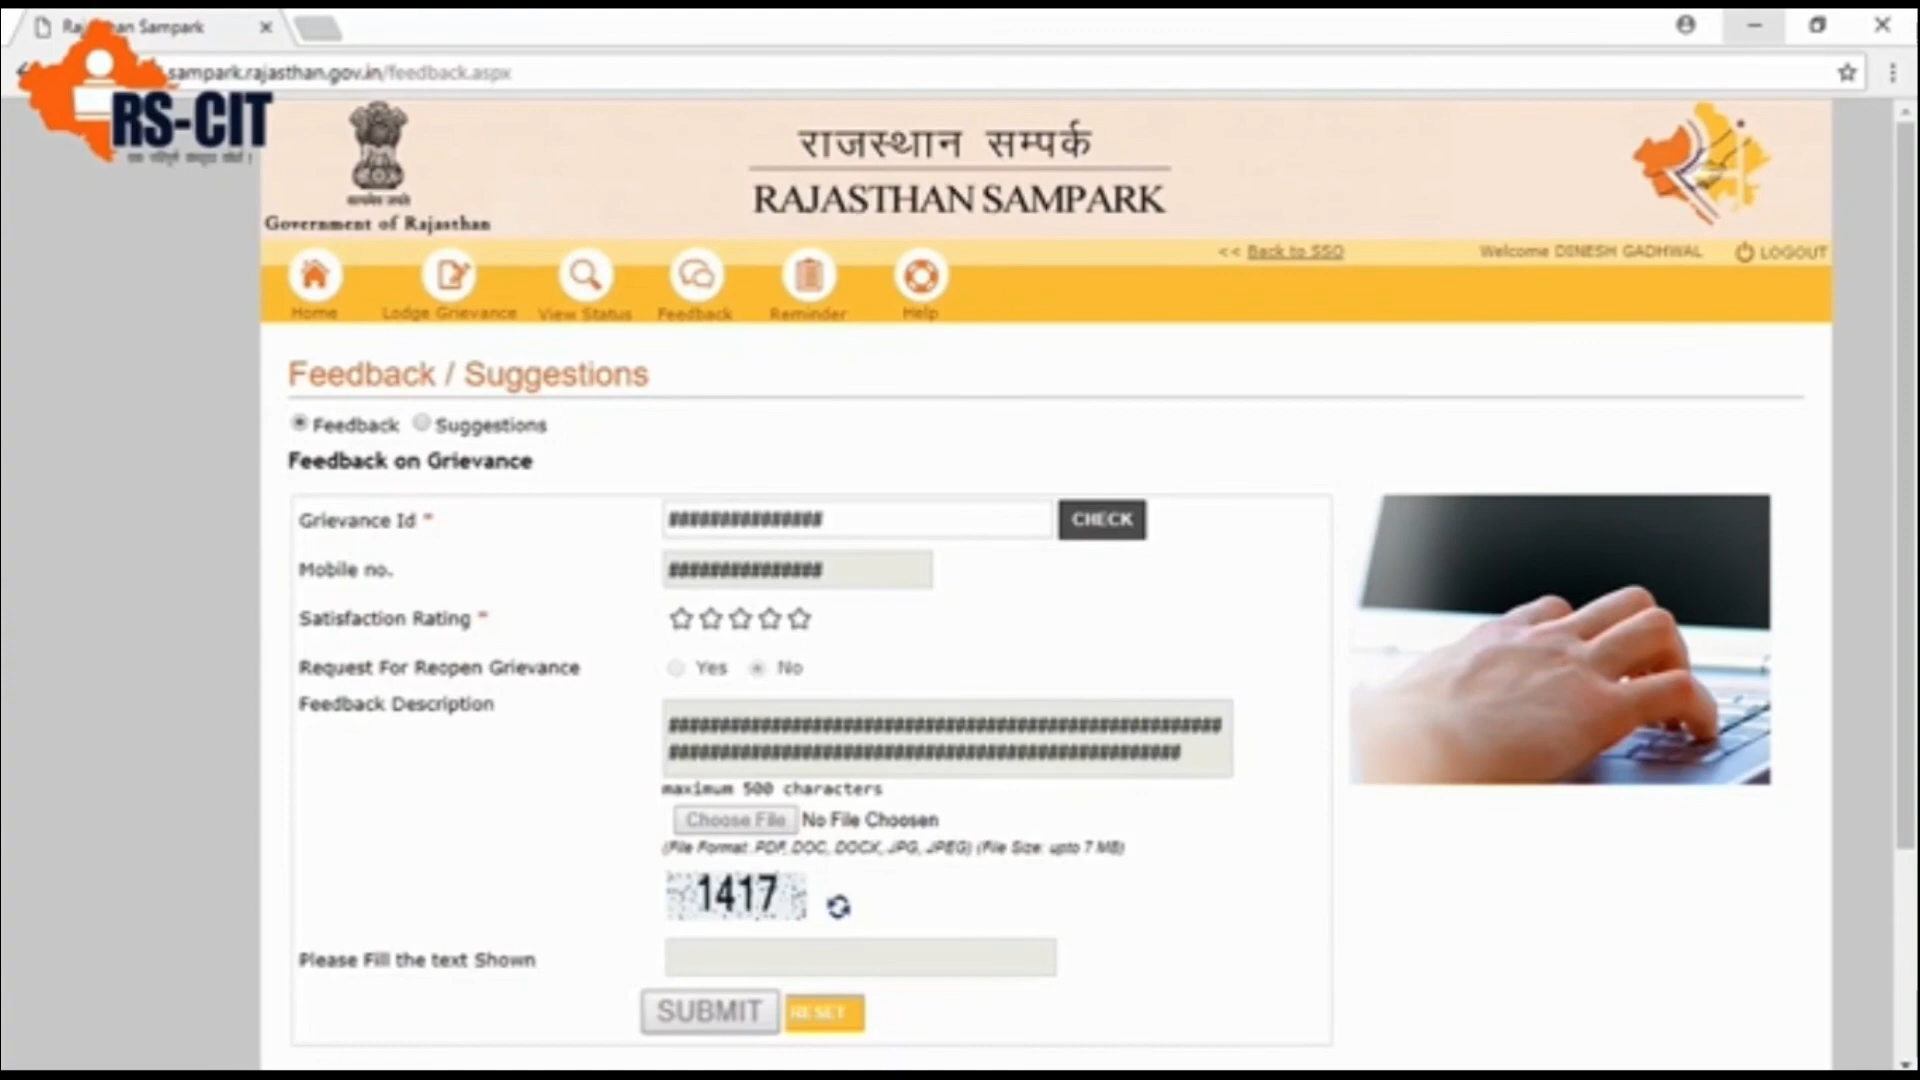 Rajasthan Sampark
sampark.rajasthan.gov.in/feedback.aspx
RS-CIT
राजस्थान सम्पर्क
RAJASTHAN SAMPARK
Government of Rajasthan
<< Back to SSO
Welcome DINESH GADHWAL
LOGOUT
Home
Lodge Grievance
View Status
Feedback
Reminder
Help
Feedback / Suggestions
Feedback Suggestions
Feedback on Grievance
Grievance Id * ############### CHECK
Mobile no. ###############
Satisfaction Rating *
Request For Reopen Grievance Yes No
Feedback Description
######################################################
##################################################
maximum 500 characters
Choose File No File Choosen
(File Format .PDF, DOC, DOCX, JPG, JPEG) (File Size: upto 7 MB)
1417
Please Fill the text Shown
SUBMIT RESET